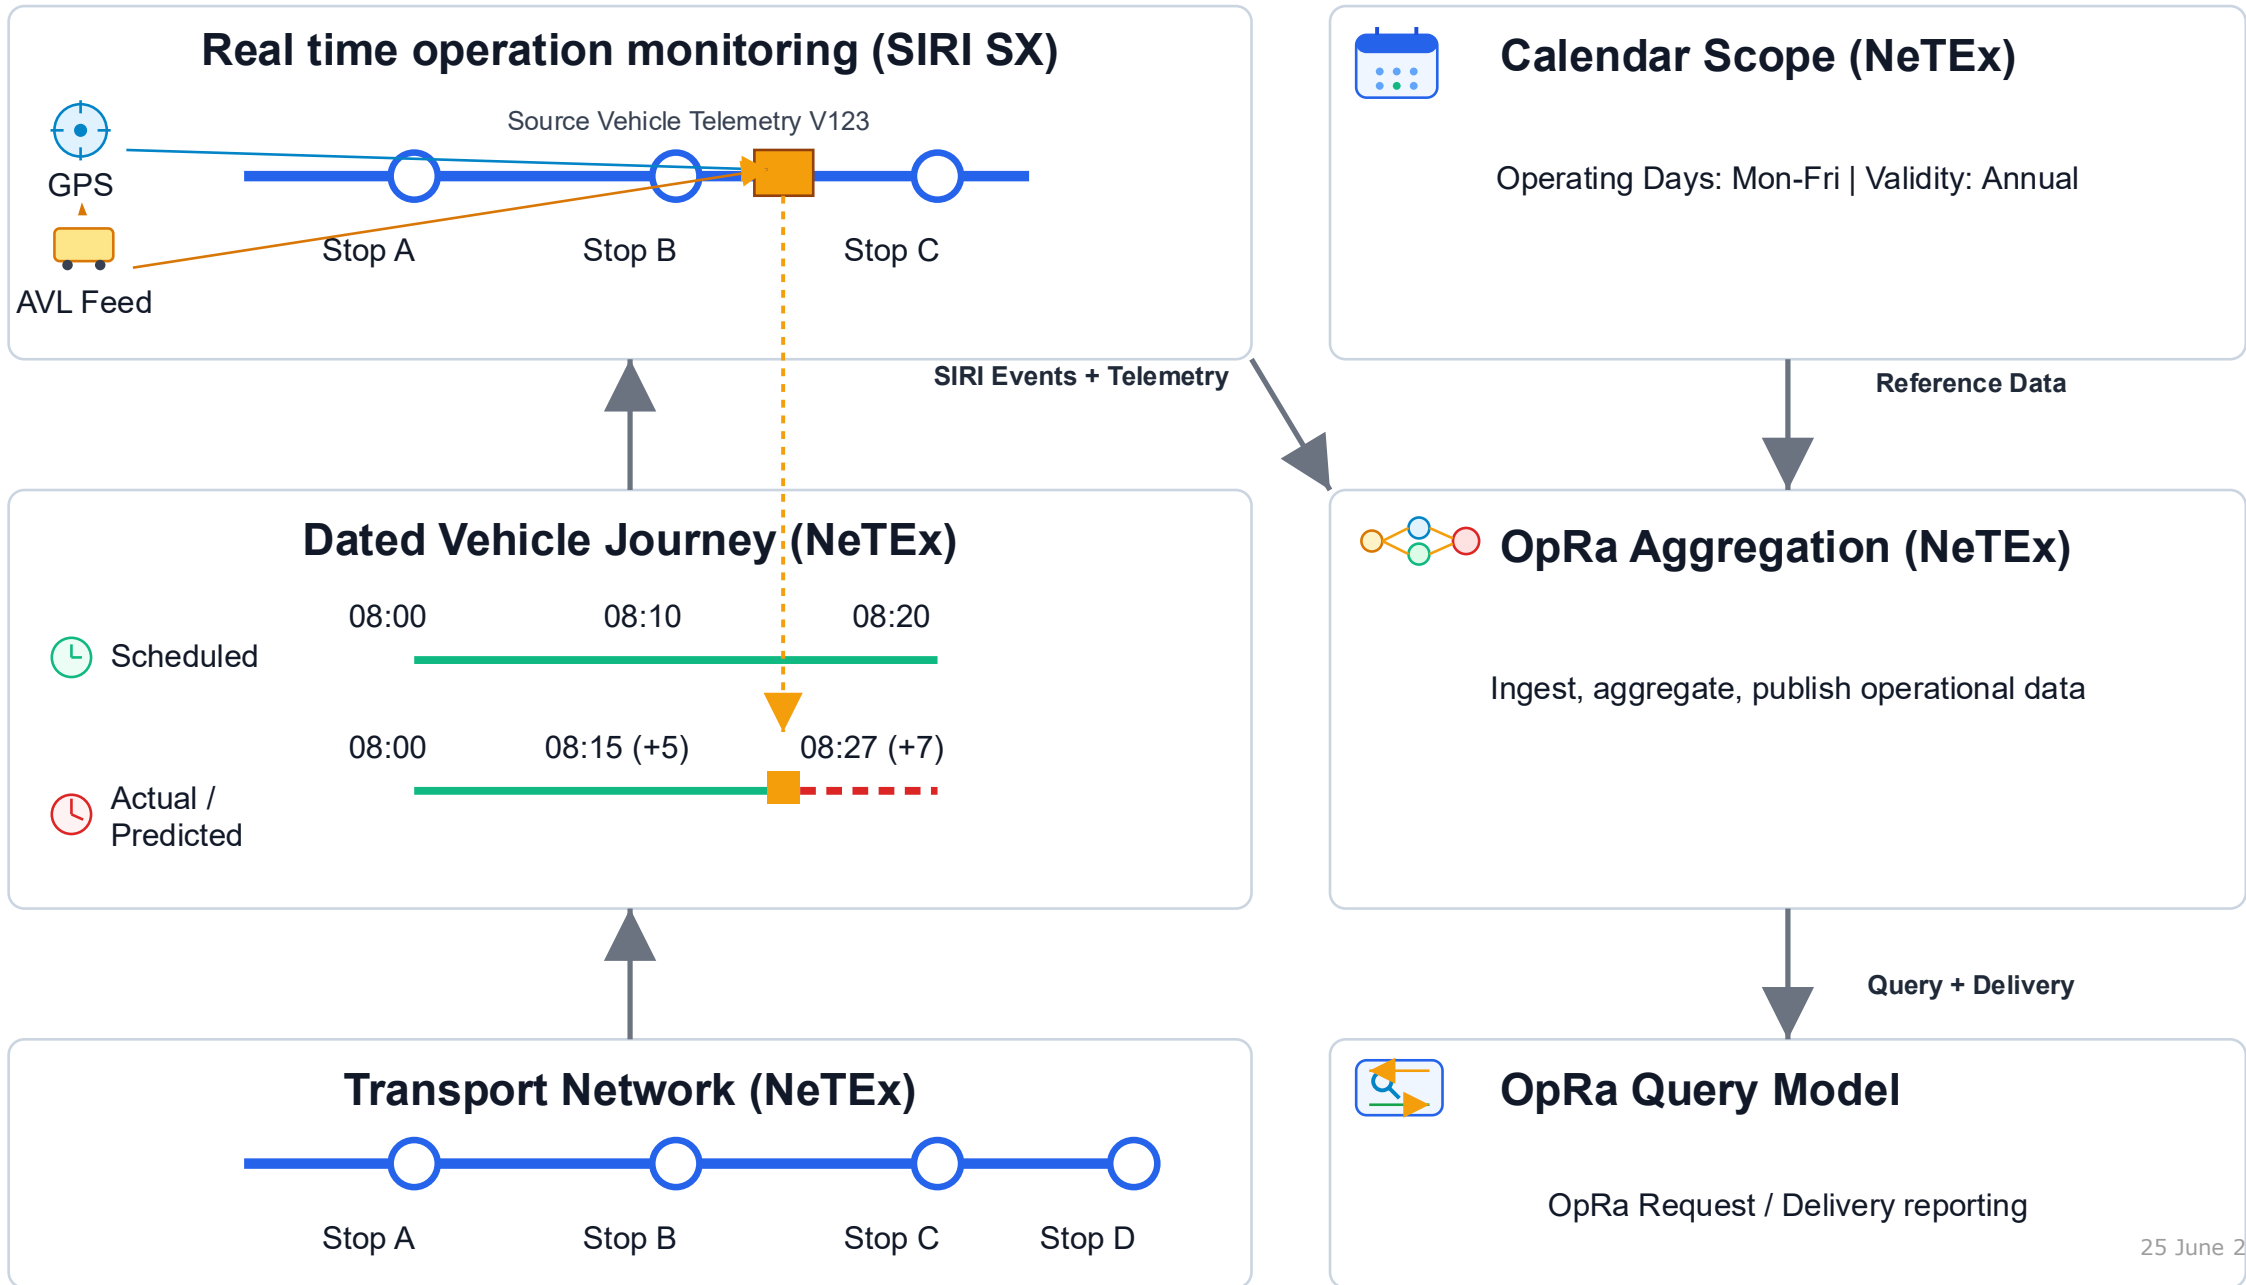 Real time operation monitoring (SIRI SX)
Source Vehicle Telemetry V123
GPS
AVL Feed
Stop A
Stop B
Stop C
SIRI Events + Telemetry
Dated Vehicle Journey (NeTEx)
08:00
08:10
08:20
Scheduled
08:00
08:15 (+5)
08:27 (+7)
Actual /
Predicted
Transport Network (NeTEx)
Stop A
Stop B
Stop C
Stop D
Calendar Scope (NeTEx)
Operating Days: Mon-Fri | Validity: Annual
Reference Data
OpRa Aggregation (NeTEx)
Ingest, aggregate, publish operational data
Query + Delivery
OpRa Query Model
OpRa Request / Delivery reporting
25 June